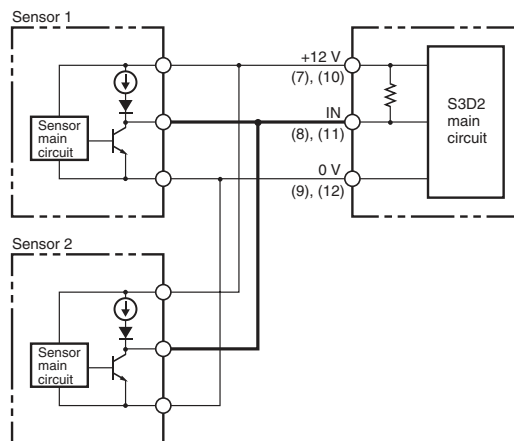 Sensor 1
Sensor
main
circuit
+12 V
(7), (10)
IN
(8), (11)
0 V
(9), (12)
S3D2
main
circuit
Sensor 2
Sensor
main
circuit